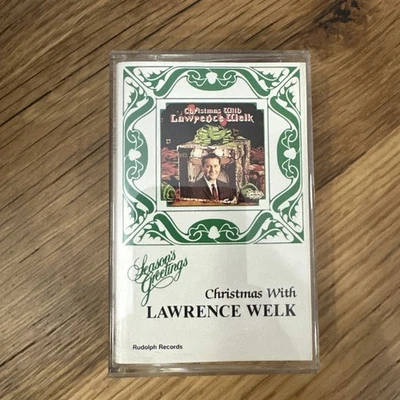 Christmas With
Lawrence Welk
Season's
Greetings
Christmas With
LAWRENCE WELK
Rudolph Records